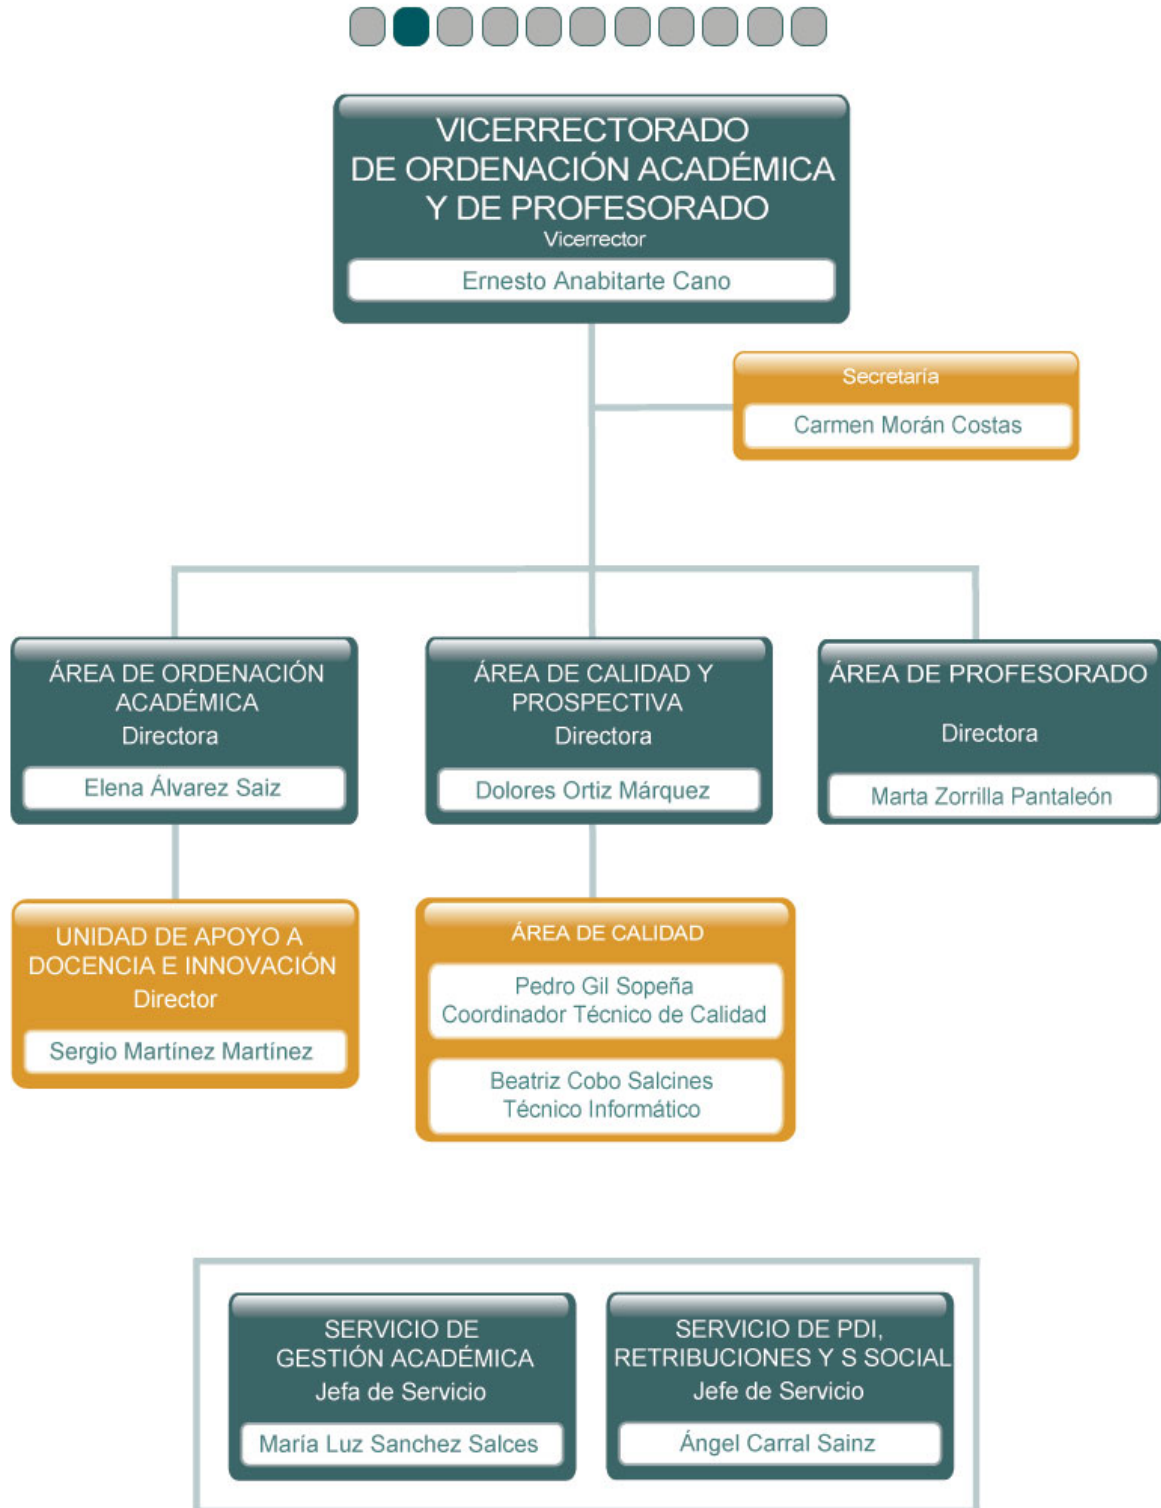 VICERRECTORADO
DE ORDENACIÓN ACADÉMICA
Y DE PROFESORADO
Vicerrector
Ernesto Anabitarte Cano
Secretaría
Carmen Morán Costas
ÁREA DE ORDENACIÓN
ACADÉMICA
Directora
Elena Álvarez Saiz
ÁREA DE CALIDAD Y
PROSPECTIVA
Directora
Dolores Ortiz Márquez
ÁREA DE PROFESORADO
Directora
Marta Zorrilla Pantaleón
UNIDAD DE APOYO A
DOCENCIA E INNOVACIÓN
Director
Sergio Martínez Martínez
ÁREA DE CALIDAD
Pedro Gil Sopeña
Coordinador Técnico de Calidad
Beatriz Cobo Salcines
Técnico Informático
SERVICIO DE
GESTIÓN ACADÉMICA
Jefa de Servicio
María Luz Sanchez Salces
SERVICIO DE PDI,
RETRIBUCIONES Y S SOCIAL
Jefe de Servicio
Ángel Carral Sainz